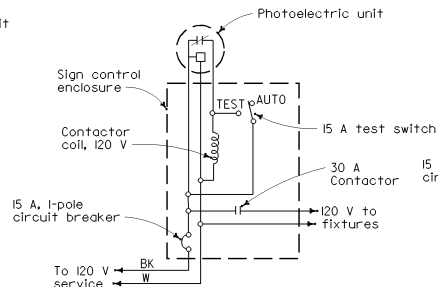 it
Photoelectric unit
Sign control
enclosure
TEST
AUTO
15 A test switch
Contactor
coil, 120 V
30 A
Contactor
15
cir
15 A, 1-pole
circuit breaker
120 V to
fixtures
BK
To 120 V
W
service